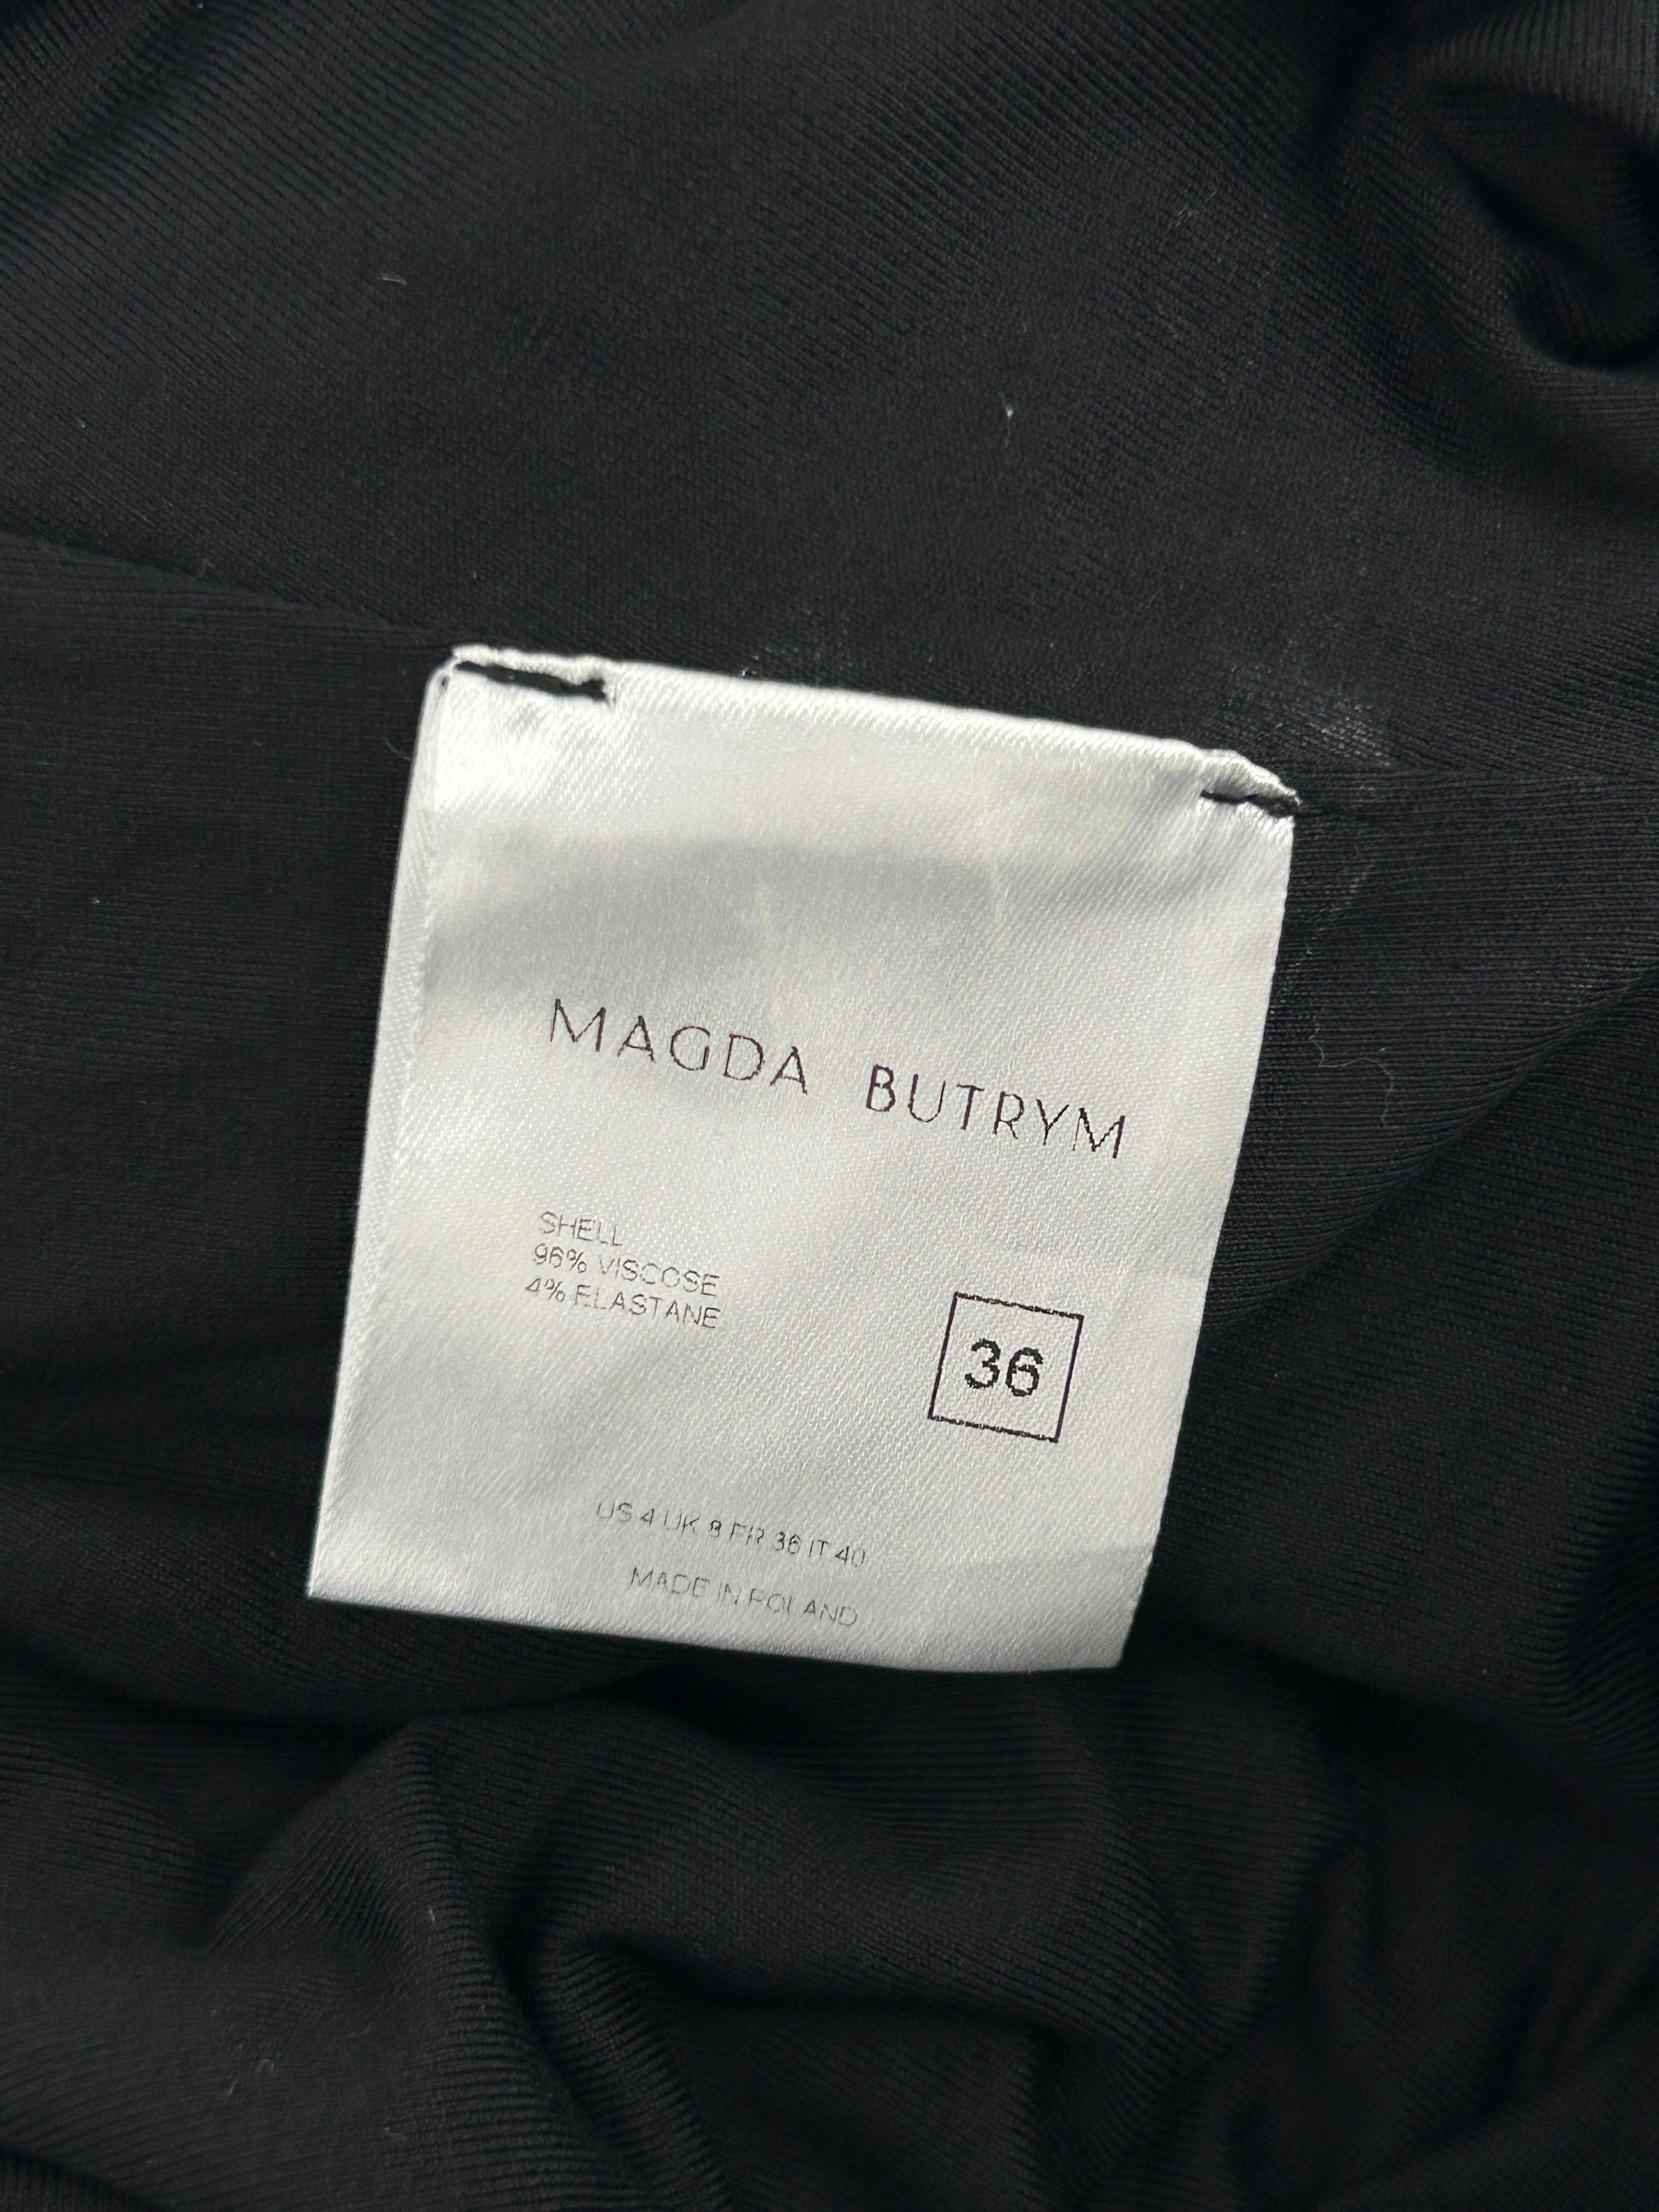 MAGDA BUTRYM
SHELL
96% VISCOSE
4% ELASTANE
36
US 4 UK 8 FR 36 IT 40
MADE IN POLAND